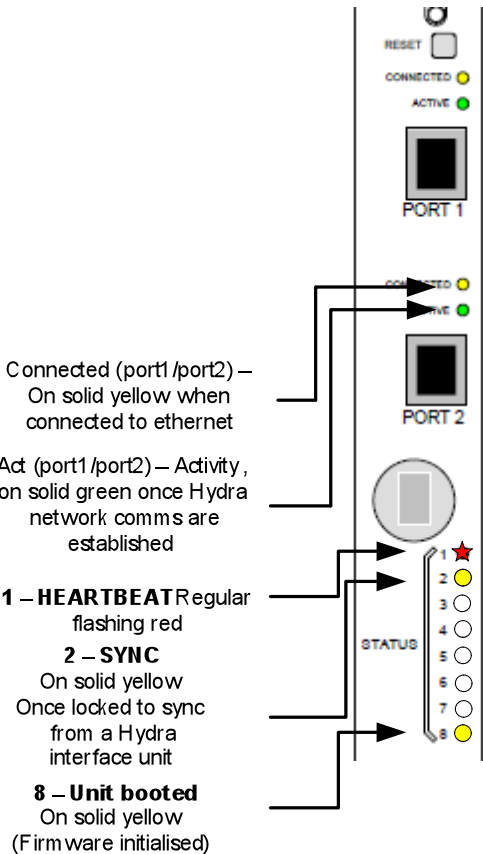 RESET
CONNECTED
ACTIVE
PORT 1
Connected (port1/port2) –
On solid yellow when
connected to ethernet
PORT 2
Act (port1/port2) – Activity,
on solid green once Hydra
network comms are
established
1 – HEARTBEAT Regular
flashing red
2 – SYNC
On solid yellow
Once locked to sync
from a Hydra
interface unit
8 – Unit booted
On solid yellow
(Firmware initialised)
STATUS
1
2
3
4
5
6
7
8